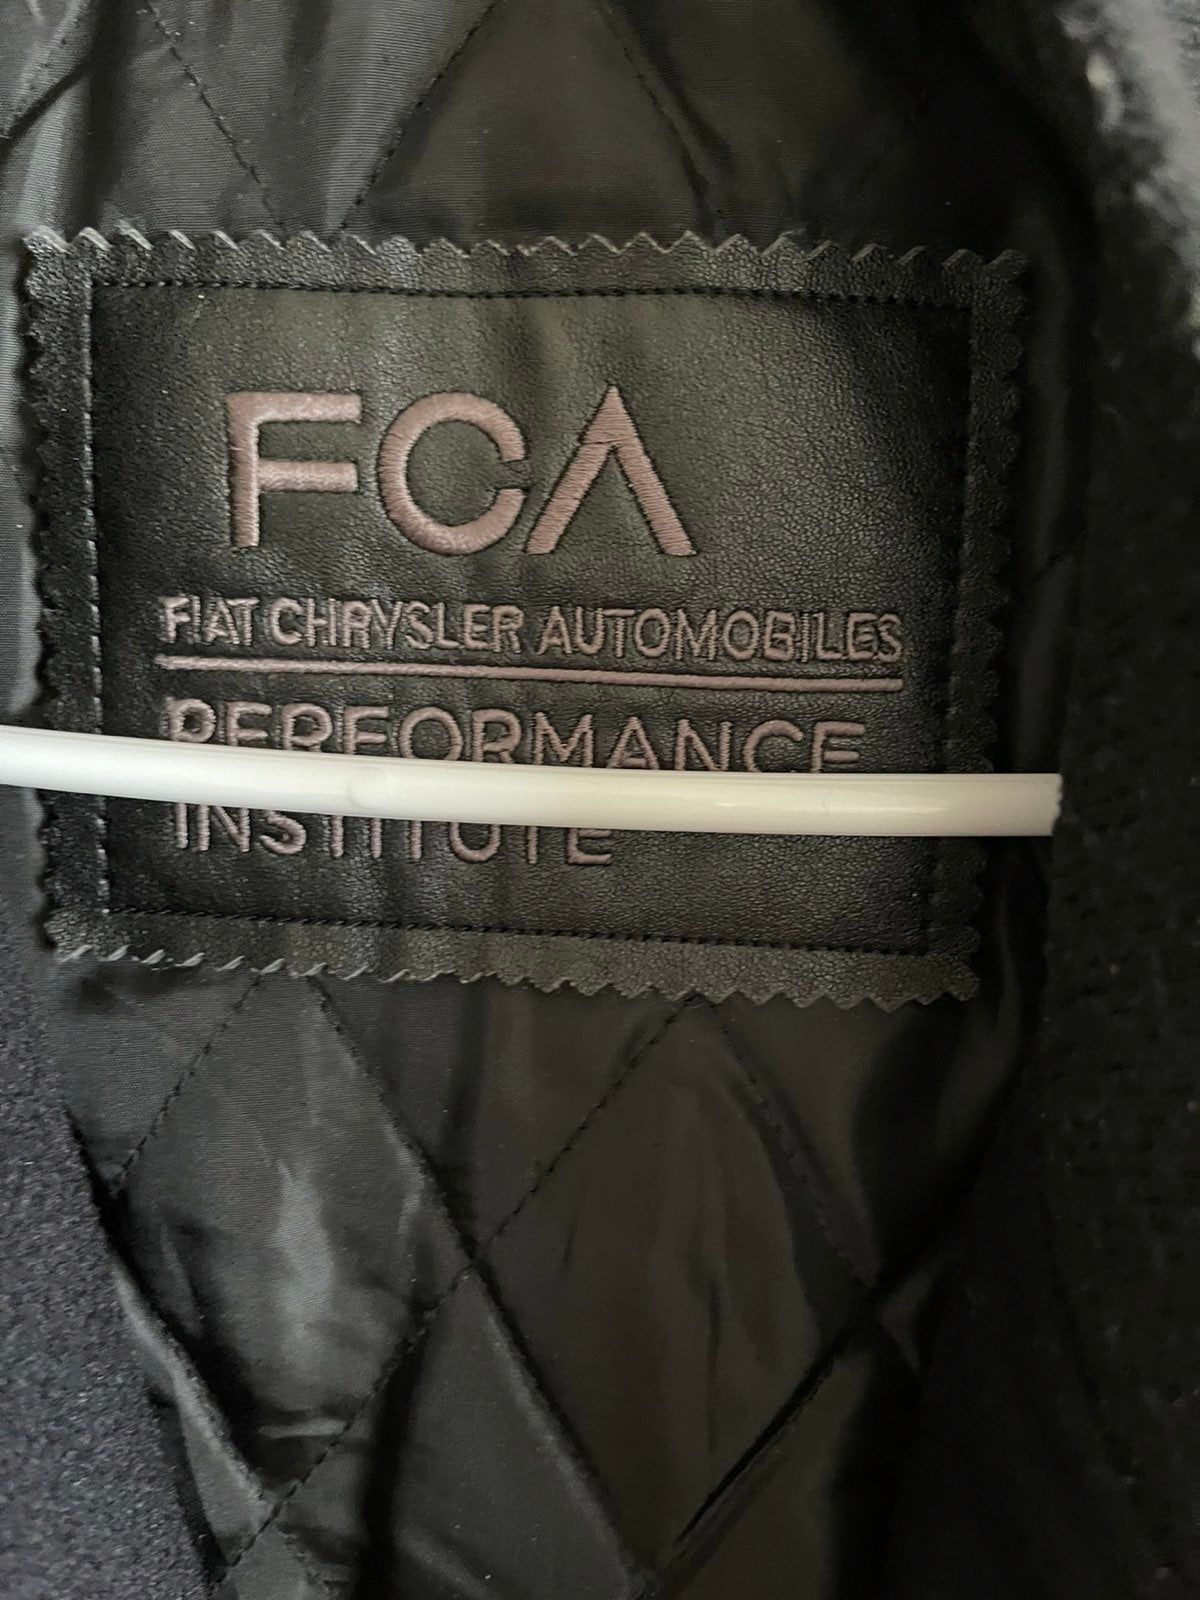 FCA
FIAT CHRYSLER AUTOMOBILES
PERFORMANCE
INSTITUTE